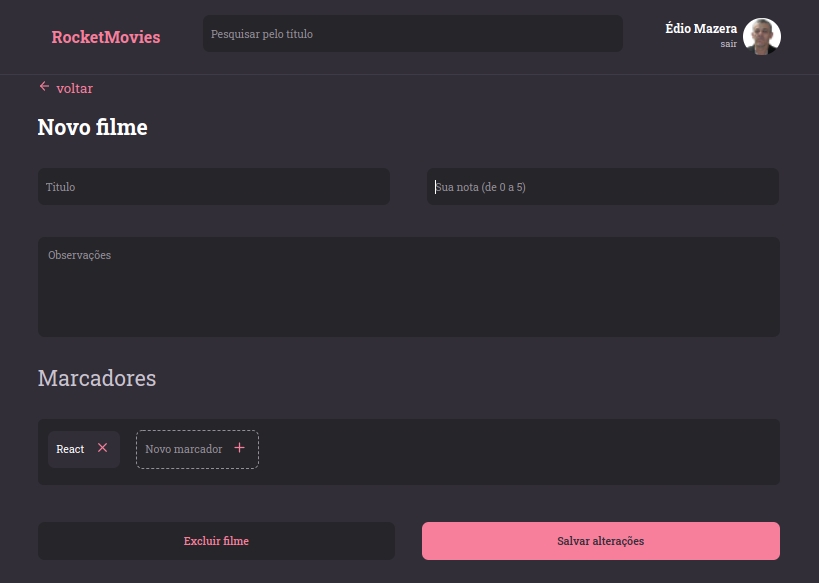 RocketMovies
Pesquisar pelo título
Édio Mazera
sair
voltar
Novo filme
Titulo
Sua nota (de 0 a 5)
Observações
Marcadores
React
Novo marcador
Excluir filme
Salvar alterações